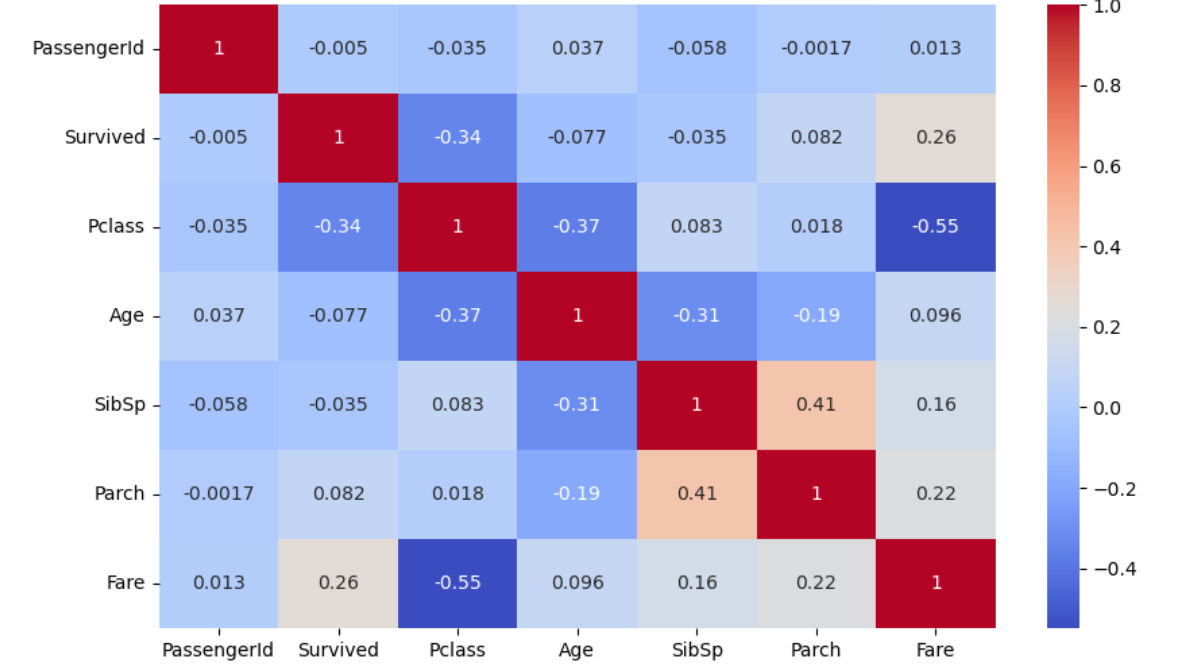 PassengerId 1 -0.005 -0.035 0.037 -0.058 -0.0017 0.013
Survived -0.005 1 -0.34 -0.077 -0.035 0.082 0.26
Pclass -0.035 -0.34 1 -0.37 0.083 0.018 -0.55
Age 0.037 -0.077 -0.37 1 -0.31 -0.19 0.096
SibSp -0.058 -0.035 0.083 -0.31 1 0.41 0.16
Parch -0.0017 0.082 0.018 -0.19 0.41 1 0.22
Fare 0.013 0.26 -0.55 0.096 0.16 0.22 1
PassengerId Survived Pclass Age SibSp Parch Fare
1.0
0.8
0.6
0.4
0.2
0.0
−0.2
−0.4